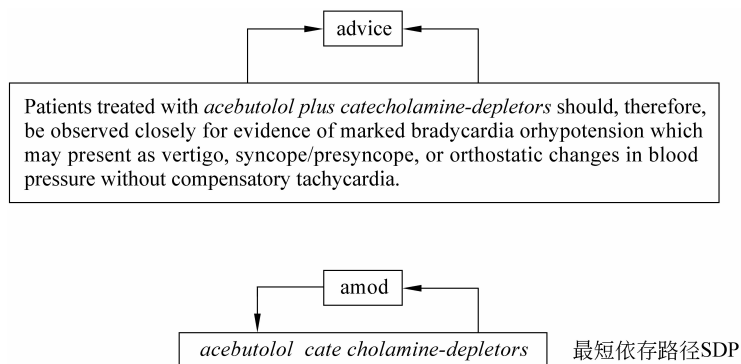 advice
Patients treated with acebutolol plus catecholamine-depletors should, therefore,
be observed closely for evidence of marked bradycardia orhypotension which
may present as vertigo, syncope/presyncope, or orthostatic changes in blood
pressure without compensatory tachycardia.
amod
acebutolol cate cholamine-depletors
最短依存路径SDP